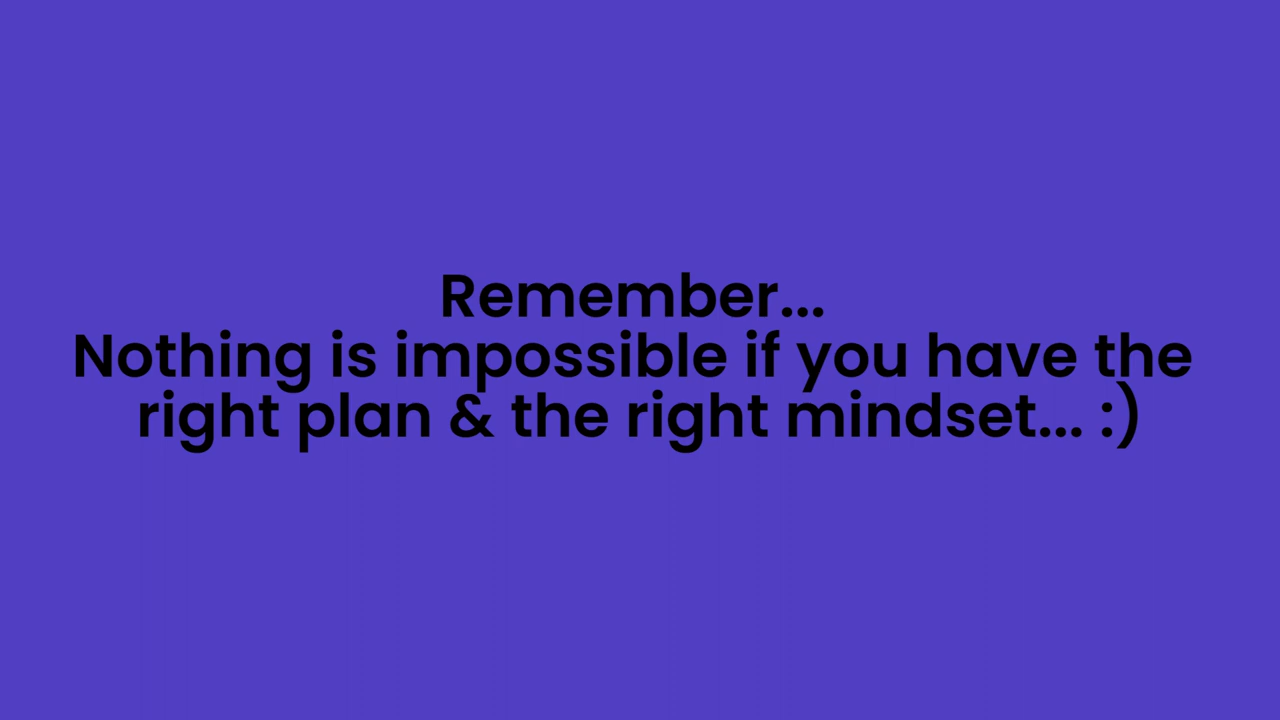 Remember...
Nothing is impossible if you have the
right plan & the right mindset... :)